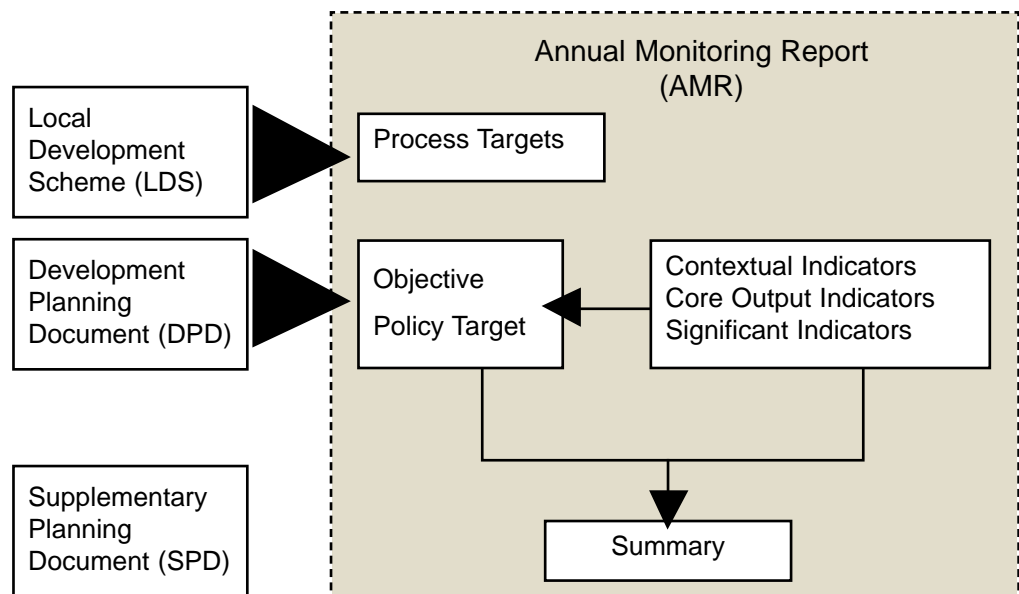 Annual Monitoring Report
(AMR)
Local
Development
Scheme (LDS)
Process Targets
Development
Planning
Document (DPD)
Objective
Policy Target
Contextual Indicators
Core Output Indicators
Significant Indicators
Supplementary
Planning
Document (SPD)
Summary